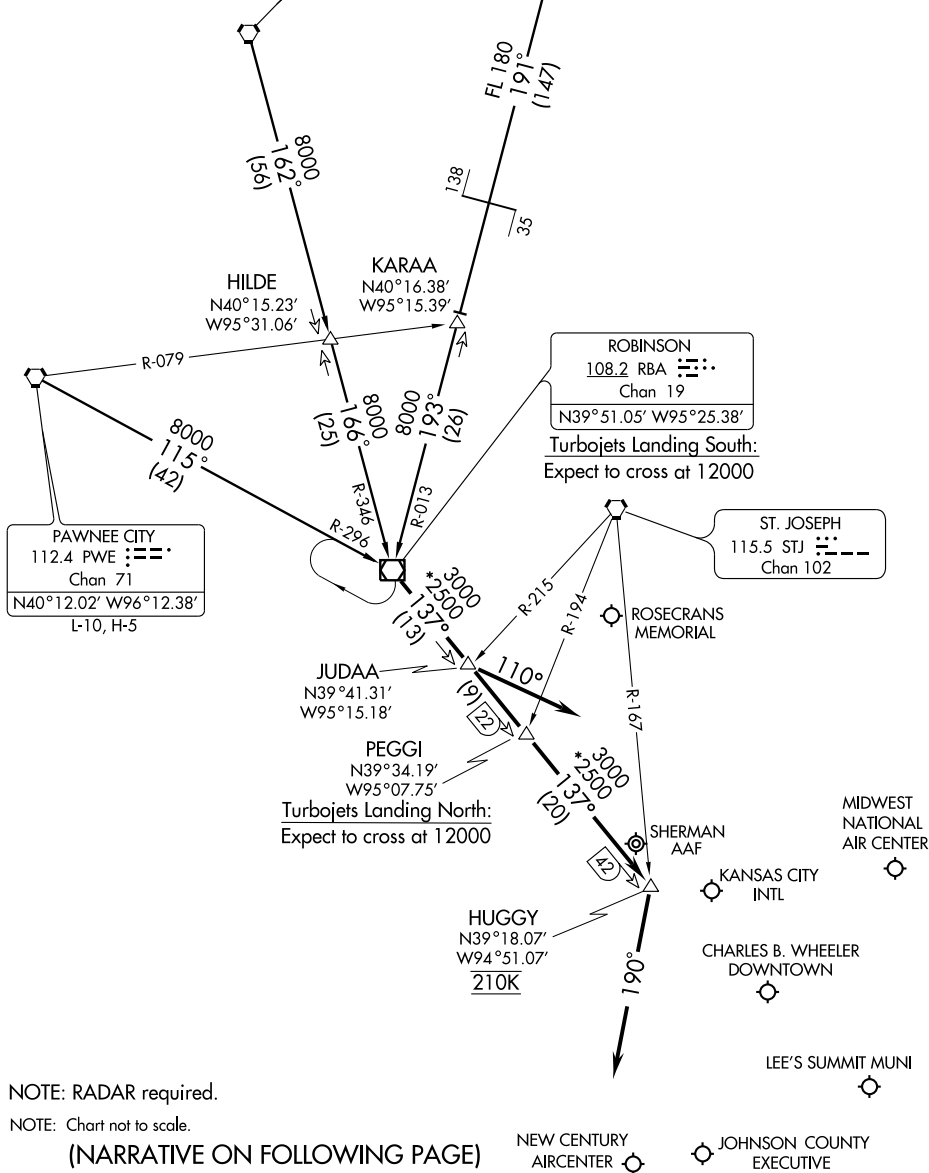 FL 180
191°
(147)
8000
162°
(56)
138
35
HILDE
N40°15.23'
W95°31.06'
KARAA
N40°16.38'
W95°15.39'
R-079
ROBINSON
108.2 RBA
Chan 19
N39°51.05' W95°25.38'
Turbojets Landing South:
Expect to cross at 12000
8000
115°
(42)
8000
166°
(25)
8000
193°
(26)
R-346
R-013
R-296
PAWNEE CITY
112.4 PWE
Chan 71
N40°12.02' W96°12.38'
L-10, H-5
ST. JOSEPH
115.5 STJ
Chan 102
3000
*2500
137°
(13)
R-215
R-194
R-167
ROSECRANS
MEMORIAL
JUDAA
N39°41.31'
W95°15.18'
110°
(9)
22
PEGGI
N39°34.19'
W95°07.75'
Turbojets Landing North:
Expect to cross at 12000
3000
*2500
137°
(20)
MIDWEST
NATIONAL
AIR CENTER
SHERMAN
AAF
42
KANSAS CITY
INTL
HUGGY
N39°18.07'
W94°51.07'
210K
190°
CHARLES B. WHEELER
DOWNTOWN
LEE'S SUMMIT MUNI
NOTE: RADAR required.
NOTE: Chart not to scale.
(NARRATIVE ON FOLLOWING PAGE)
NEW CENTURY
AIRCENTER
JOHNSON COUNTY
EXECUTIVE